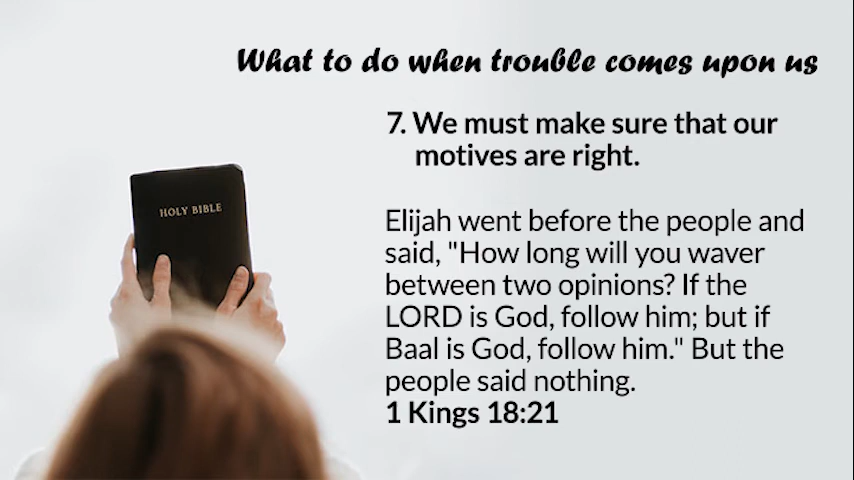 What to do when trouble comes upon us
7. We must make sure that our
motives are right.
Elijah went before the people and
said, "How long will you waver
between two opinions? If the
LORD is God, follow him; but if
Baal is God, follow him." But the
people said nothing.
1 Kings 18:21
HOLY BIBLE